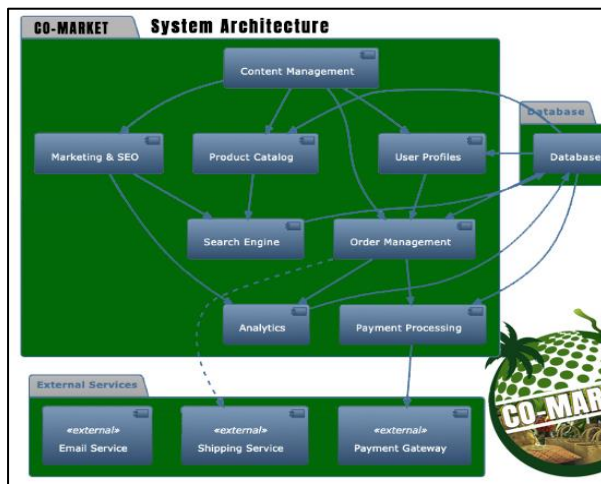 CO-MARKET System Architecture
Content Management
Database
Marketing & SEO
Product Catalog
User Profiles
Database
Search Engine
Order Management
Analytics
Payment Processing
External Services
«external»
Email Service
«external»
Shipping Service
«external»
Payment Gateway
CO-MAR